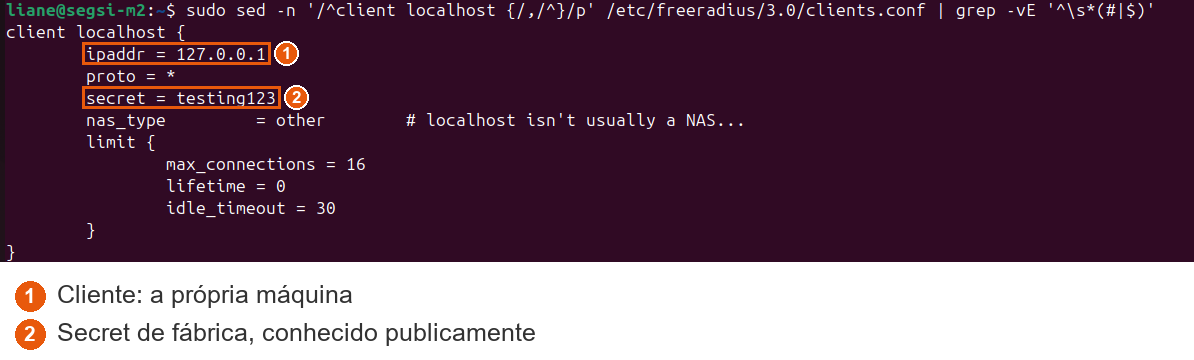 liane@segsi-m2:~$ sudo sed -n '/^client localhost {/,/^}/p' /etc/freeradius/3.0/clients.conf | grep -vE '^\s*(#|$)'
client localhost {
ipaddr = 127.0.0.1 1
proto = *
secret = testing123 2
nas_type = other # localhost isn't usually a NAS...
limit {
max_connections = 16
lifetime = 0
idle_timeout = 30
}
}
1 Cliente: a própria máquina
2 Secret de fábrica, conhecido publicamente